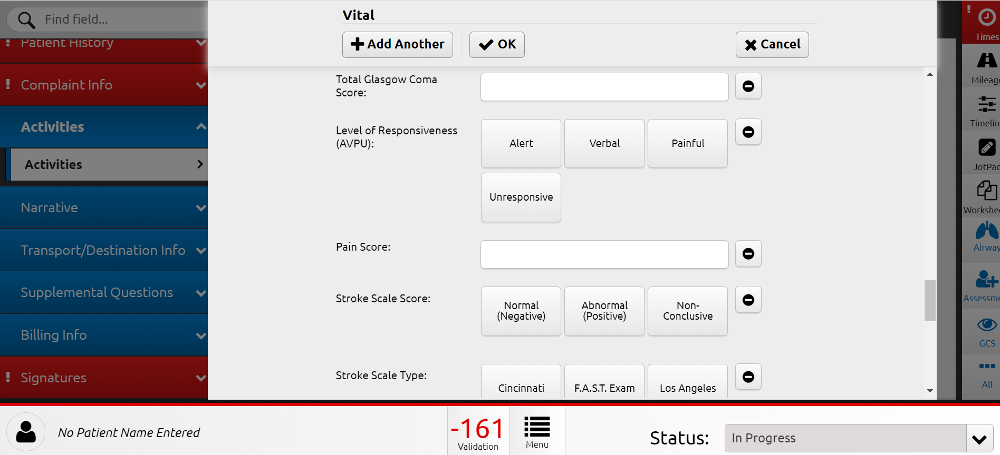 Find field...
! Patient History
! Complaint Info
Activities
Activities
Narrative
Transport/Destination Info
Supplemental Questions
Billing Info
! Signatures
Vital
Add Another
OK
Cancel
Total Glasgow Coma
Score:
Level of Responsiveness
(AVPU):
Alert
Verbal
Painful
Unresponsive
Pain Score:
Stroke Scale Score:
Normal
(Negative)
Abnormal
(Positive)
Non-
Conclusive
Stroke Scale Type:
Cincinnati
F.A.S.T. Exam
Los Angeles
!
Times
Mileag
Timelin
JotPad
Workshe
Airway
Assessme
GCS
All
No Patient Name Entered
-161
Validation
Menu
Status:
In Progress